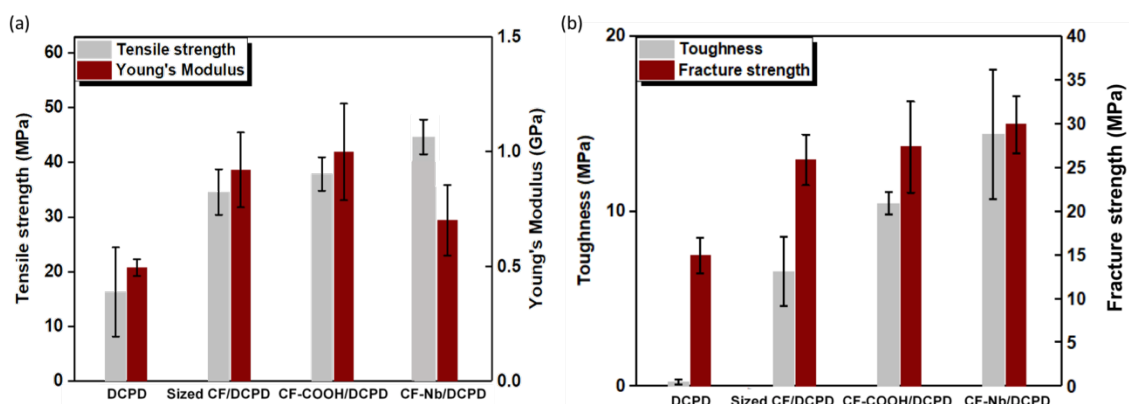 (a)
Tensile strength
Young's Modulus
Tensile strength (MPa)
60
50
40
30
20
10
0
Young's Modulus (GPa)
1.5
1.0
0.5
0.0
DCPD Sized CF/DCPD CF-COOH/DCPD CF-Nb/DCPD
(b)
Toughness
Fracture strength
Toughness (MPa)
20
10
0
Fracture strength (MPa)
40
35
30
25
20
15
10
5
0
DCPD Sized CF/DCPD CF-COOH/DCPD CF-Nb/DCPD